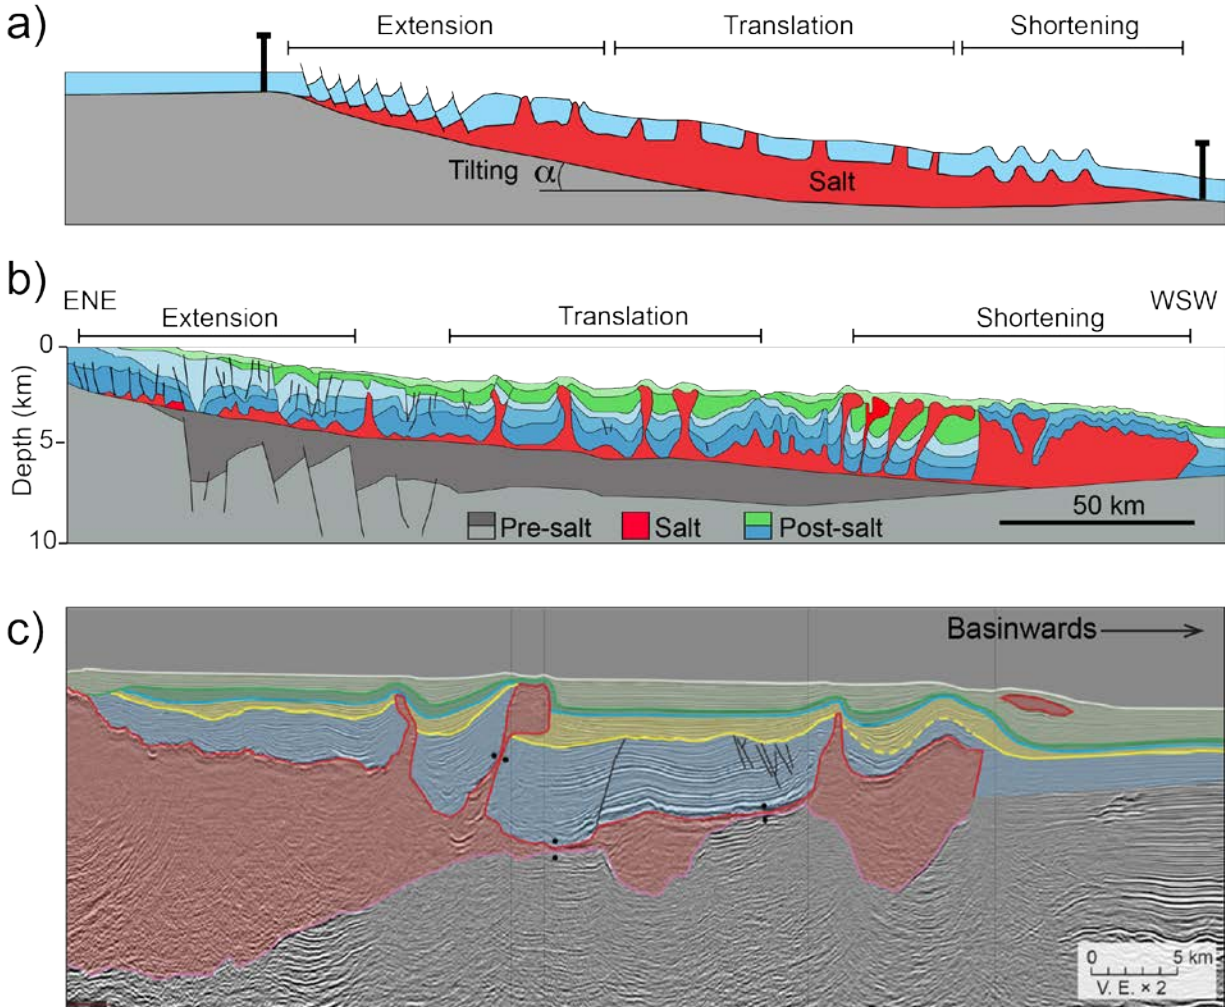 a)
Extension
Translation
Shortening
Tilting α
Salt
b)
ENE
WSW
Extension
Translation
Shortening
0
Depth (km)
5
10
Pre-salt
Salt
Post-salt
50 km
c)
Basinwards
0 5 km
V. E. × 2